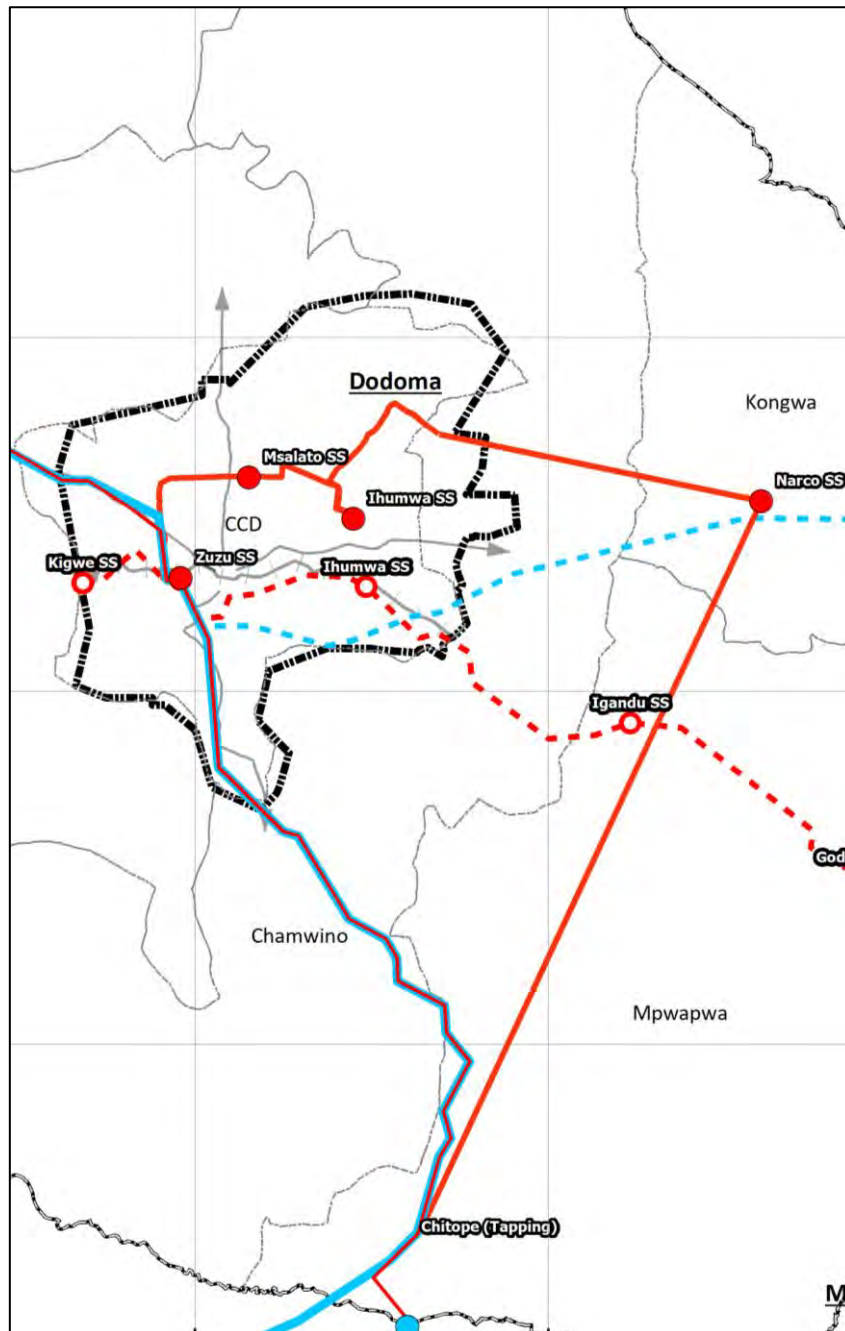 Dodoma
Kongwa
Msalato SS
Narco SS
Ihumwa SS
CCD
Kigwe SS
Zuzu SS
Ihumwa SS
Igandu SS
God
Chamwino
Mpwapwa
Chitope (Tapping)
M